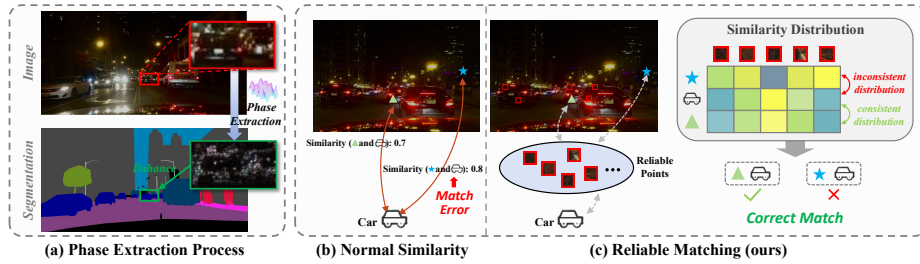 Image
Phase
Extraction
Segmentation
Enhance
(a) Phase Extraction Process
Similarity (▲and🚗): 0.7
Similarity (★and🚗): 0.8
Match
Error
Car
(b) Normal Similarity
Reliable
Points
...
Car
(c) Reliable Matching (ours)
Similarity Distribution
inconsistent
distribution
consistent
distribution
Correct Match